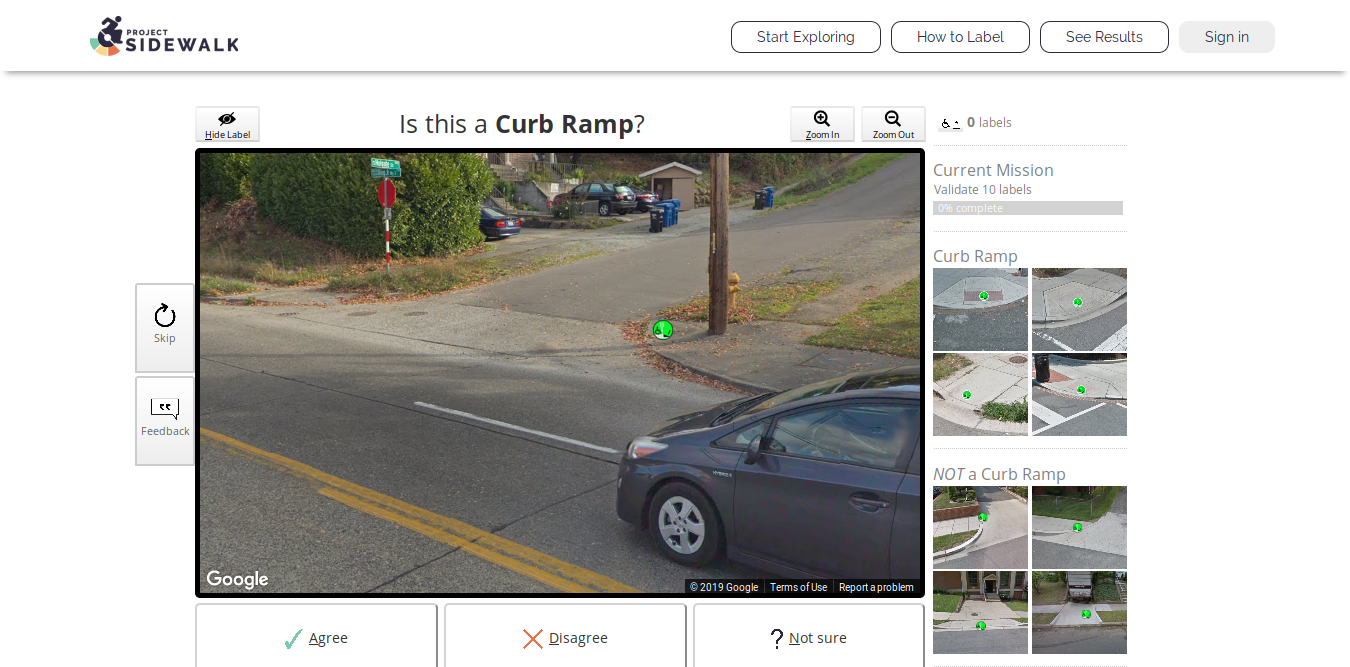 PROJECT
SIDEWALK
Start Exploring
How to Label
See Results
Sign in
Hide Label
Is this a Curb Ramp?
Zoom In
Zoom Out
0 labels
Current Mission
Validate 10 labels
0% complete
Curb Ramp
Skip
Feedback
HYBRID
NOT a Curb Ramp
Google
© 2019 Google
Terms of Use
Report a problem
Agree
Disagree
Not sure